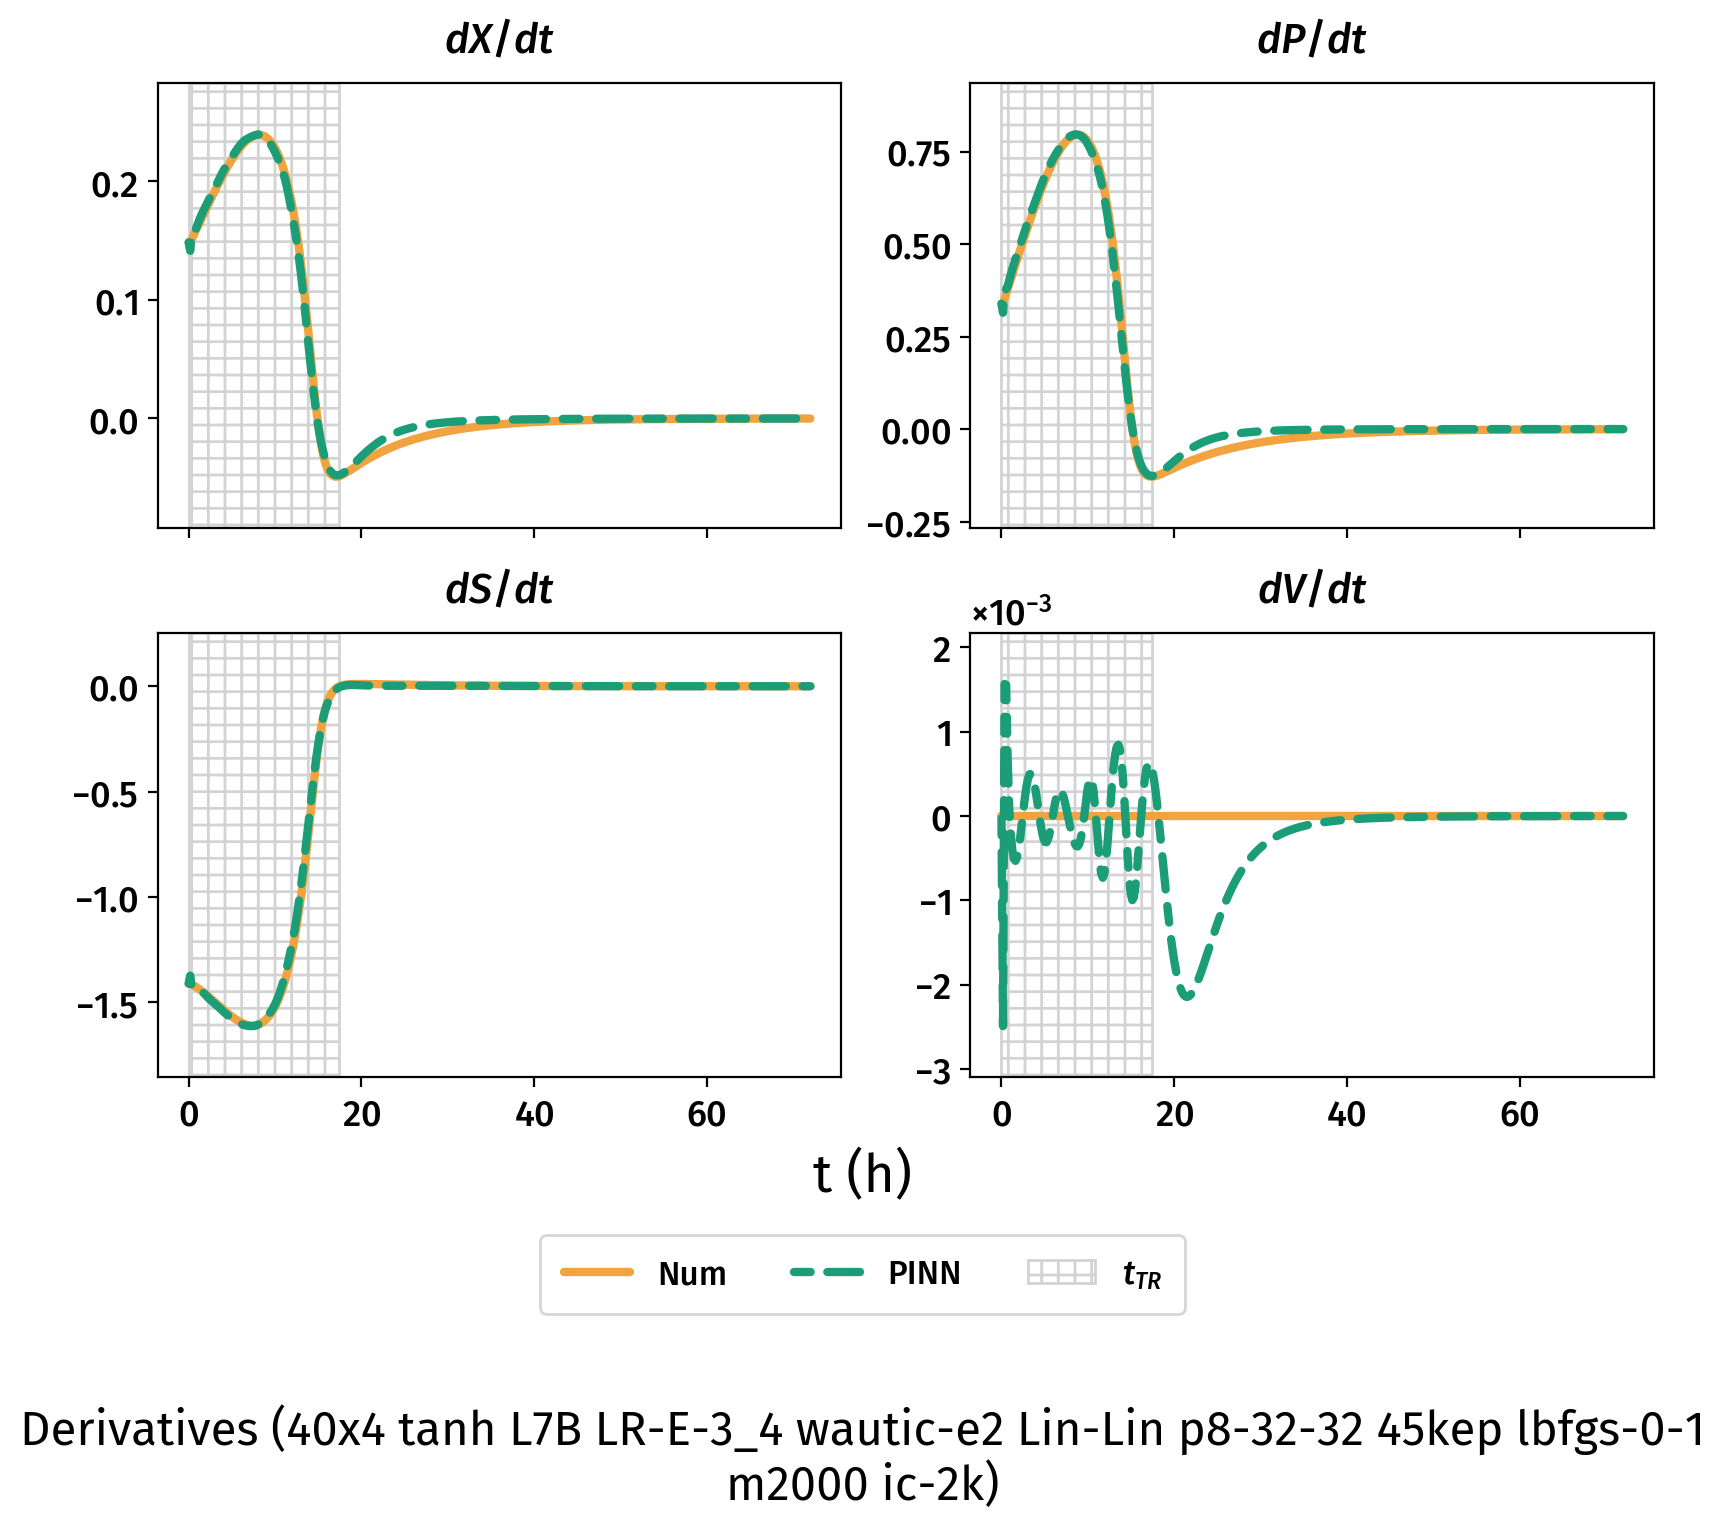 dX/dt
dP/dt
0.2
0.1
0.0
0.75
0.50
0.25
0.00
−0.25
dS/dt
dV/dt
×10⁻³
0.0
−0.5
−1.0
−1.5
2
1
0
−1
−2
−3
0 20 40 60
0 20 40 60
t (h)
Num PINN t_TR
Derivatives (40x4 tanh L7B LR-E-3_4 wautic-e2 Lin-Lin p8-32-32 45kep lbfgs-0-1
m2000 ic-2k)